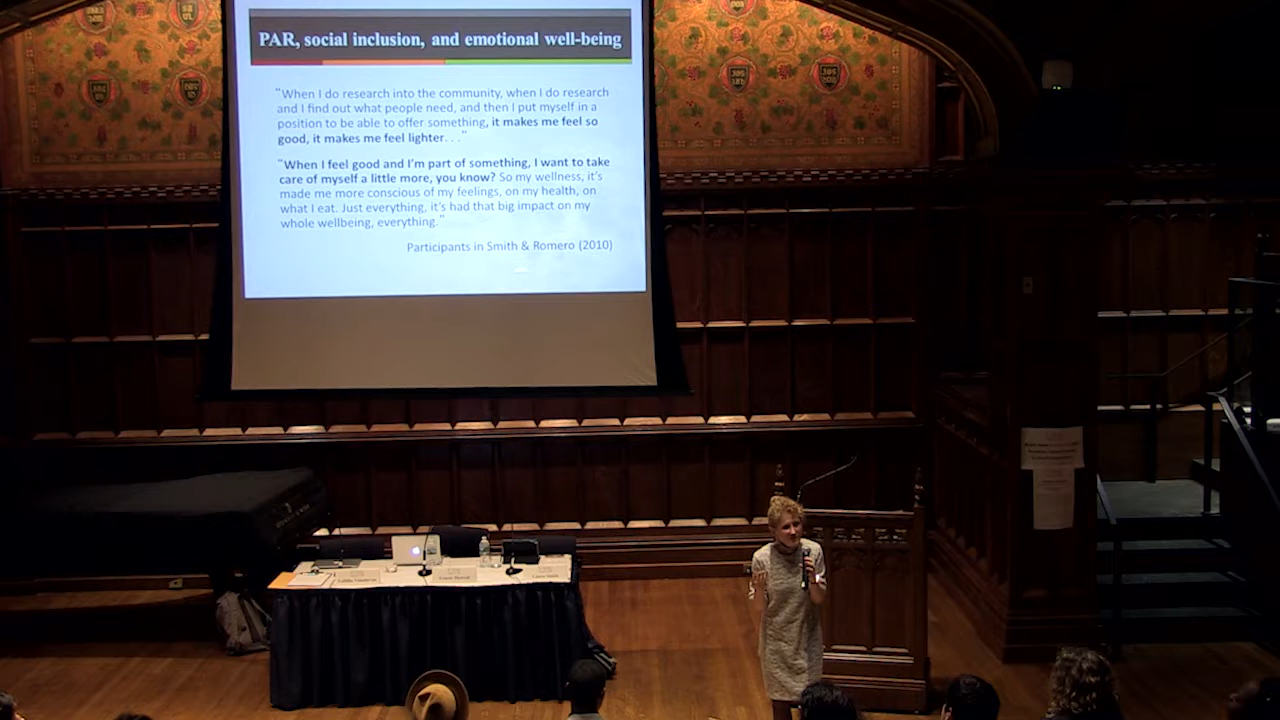 PAR, social inclusion, and emotional well-being
"When I do research into the community, when I do research
and I find out what people need, and then I put myself in a
position to be able to offer something, it makes me feel so
good, it makes me feel lighter. . ."
"When I feel good and I'm part of something, I want to take
care of myself a little more, you know? So my wellness, it's
made me more conscious of my feelings, on my health, on
what I eat. Just everything, it's had that big impact on my
whole wellbeing, everything."
Participants in Smith & Romero (2010)